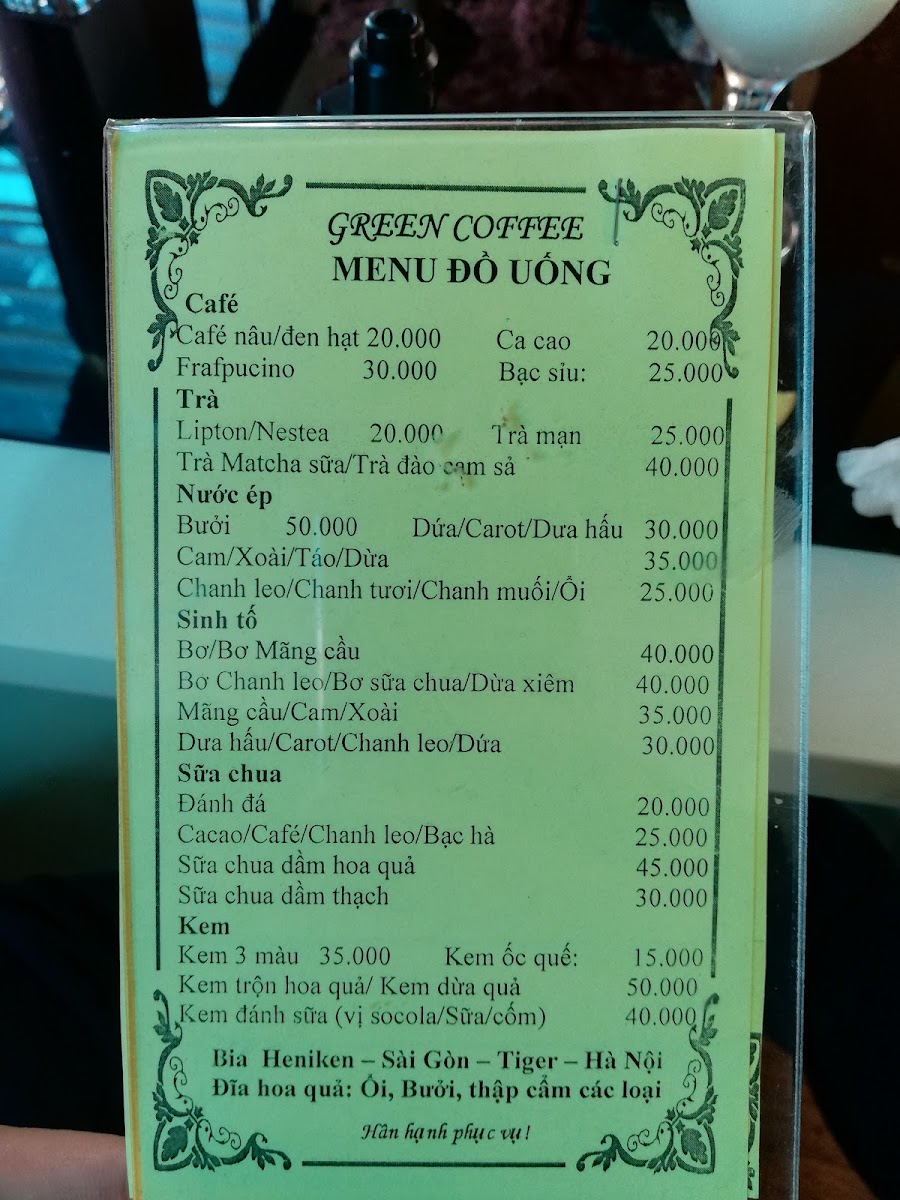 GREEN COFFEE
MENU ĐỒ UỐNG
Café
Café nâu/đen hạt 20.000 Ca cao 20.000
Frafpucino 30.000 Bạc sỉu: 25.000
Trà
Lipton/Nestea 20.000 Trà mạn 25.000
Trà Matcha sữa/Trà đào cam sả 40.000
Nước ép
Bưởi 50.000 Dứa/Carot/Dưa hấu 30.000
Cam/Xoài/Táo/Dừa 35.000
Chanh leo/Chanh tươi/Chanh muối/Ổi 25.000
Sinh tố
Bơ/Bơ Mãng cầu 40.000
Bơ Chanh leo/Bơ sữa chua/Dừa xiêm 40.000
Mãng cầu/Cam/Xoài 35.000
Dưa hấu/Carot/Chanh leo/Dứa 30.000
Sữa chua
Đánh đá 20.000
Cacao/Café/Chanh leo/Bạc hà 25.000
Sữa chua dầm hoa quả 45.000
Sữa chua dầm thạch 30.000
Kem
Kem 3 màu 35.000 Kem ốc quế: 15.000
Kem trộn hoa quả/ Kem dừa quả 50.000
Kem đánh sữa (vị socola/Sữa/cốm) 40.000
Bia Heniken – Sài Gòn – Tiger – Hà Nội
Đĩa hoa quả: Ổi, Bưởi, thập cẩm các loại
Hân hạnh phục vụ!